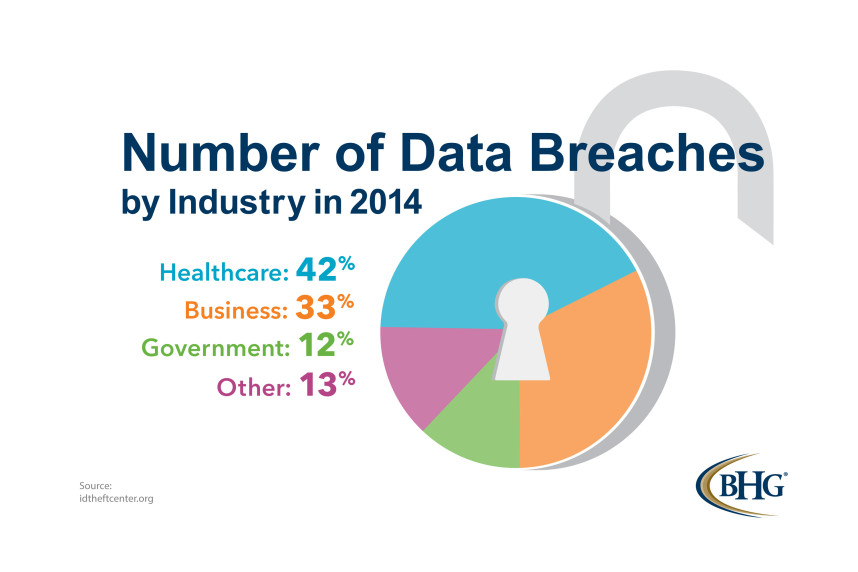 Number of Data Breaches
by Industry in 2014
Healthcare: 42%
Business: 33%
Government: 12%
Other: 13%
Source:
idtheftcenter.org
BHG®